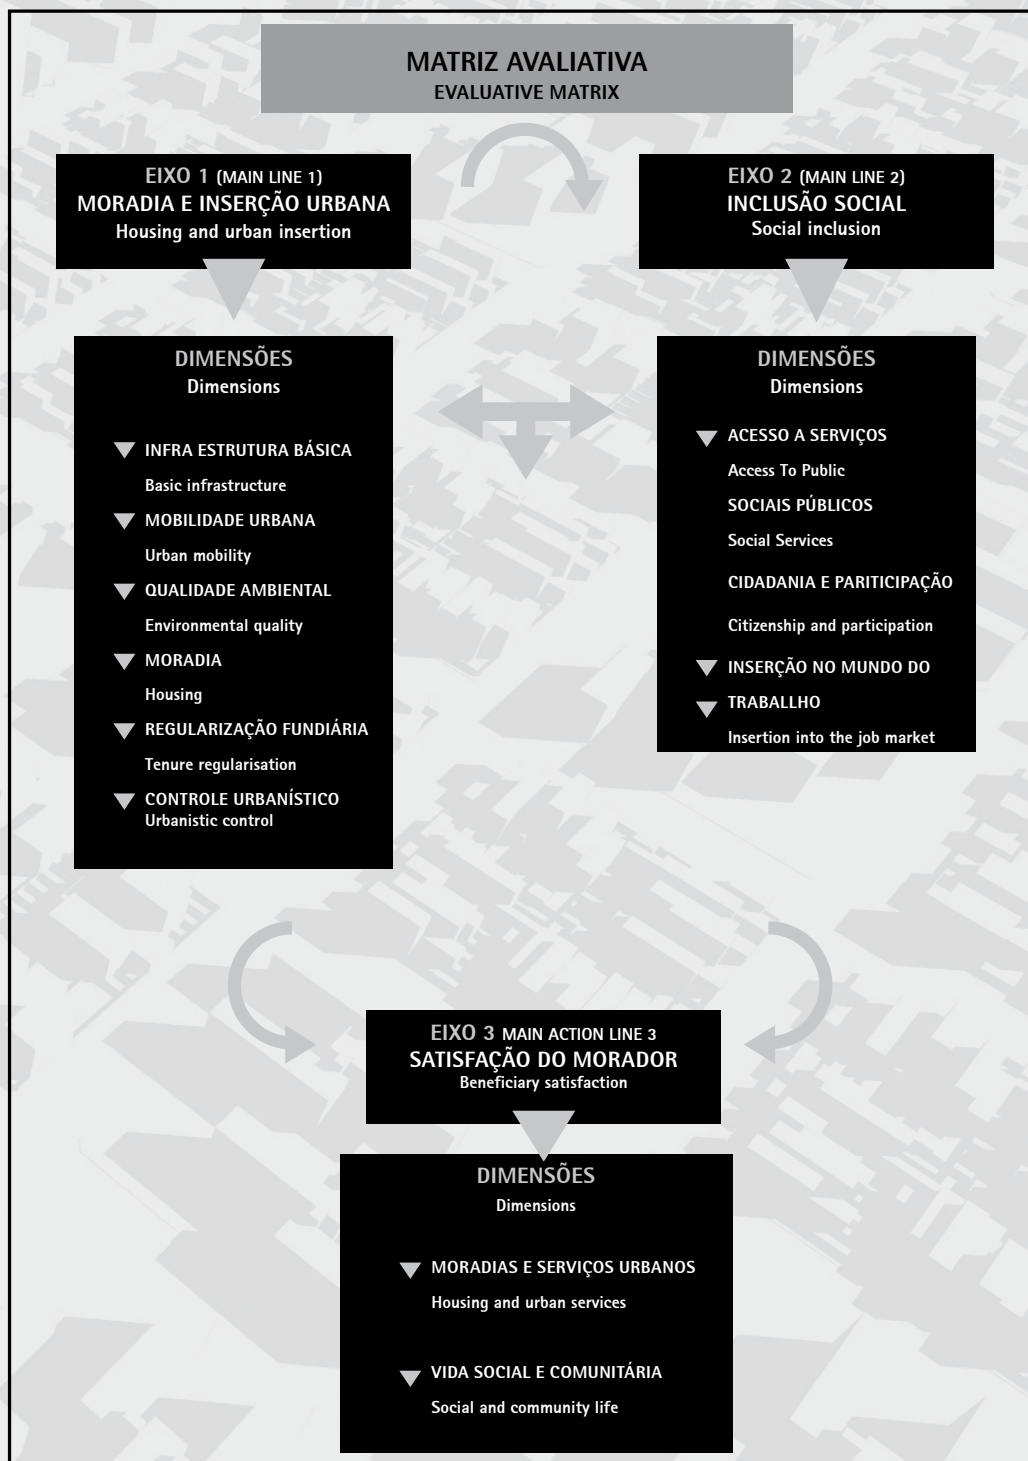 MATRIZ AVALIATIVA
EVALUATIVE MATRIX
EIXO 1 (MAIN LINE 1)
MORADIA E INSERÇÃO URBANA
Housing and urban insertion
EIXO 2 (MAIN LINE 2)
INCLUSÃO SOCIAL
Social inclusion
DIMENSÕES
Dimensions
INFRA ESTRUTURA BÁSICA
Basic infrastructure
MOBILIDADE URBANA
Urban mobility
QUALIDADE AMBIENTAL
Environmental quality
MORADIA
Housing
REGULARIZAÇÃO FUNDIÁRIA
Tenure regularisation
CONTROLE URBANÍSTICO
Urbanistic control
DIMENSÕES
Dimensions
ACESSO A SERVIÇOS
Access To Public
SOCIAIS PÚBLICOS
Social Services
CIDADANIA E PARITICIPAÇÃO
Citizenship and participation
INSERÇÃO NO MUNDO DO
TRABALLHO
Insertion into the job market
EIXO 3 MAIN ACTION LINE 3
SATISFAÇÃO DO MORADOR
Beneficiary satisfaction
DIMENSÕES
Dimensions
MORADIAS E SERVIÇOS URBANOS
Housing and urban services
VIDA SOCIAL E COMUNITÁRIA
Social and community life